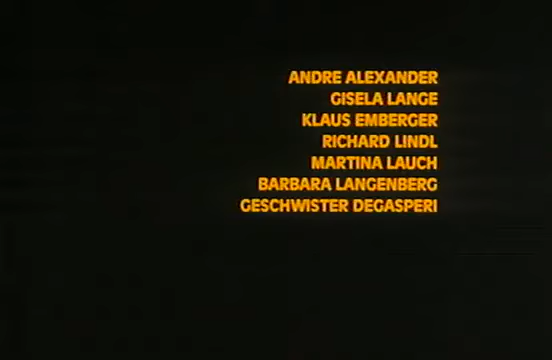 ANDRE ALEXANDER
GISELA LANGE
KLAUS EMBERGER
RICHARD LINDL
MARTINA LAUCH
BARBARA LANGENBERG
GESCHWISTER DEGASPERI